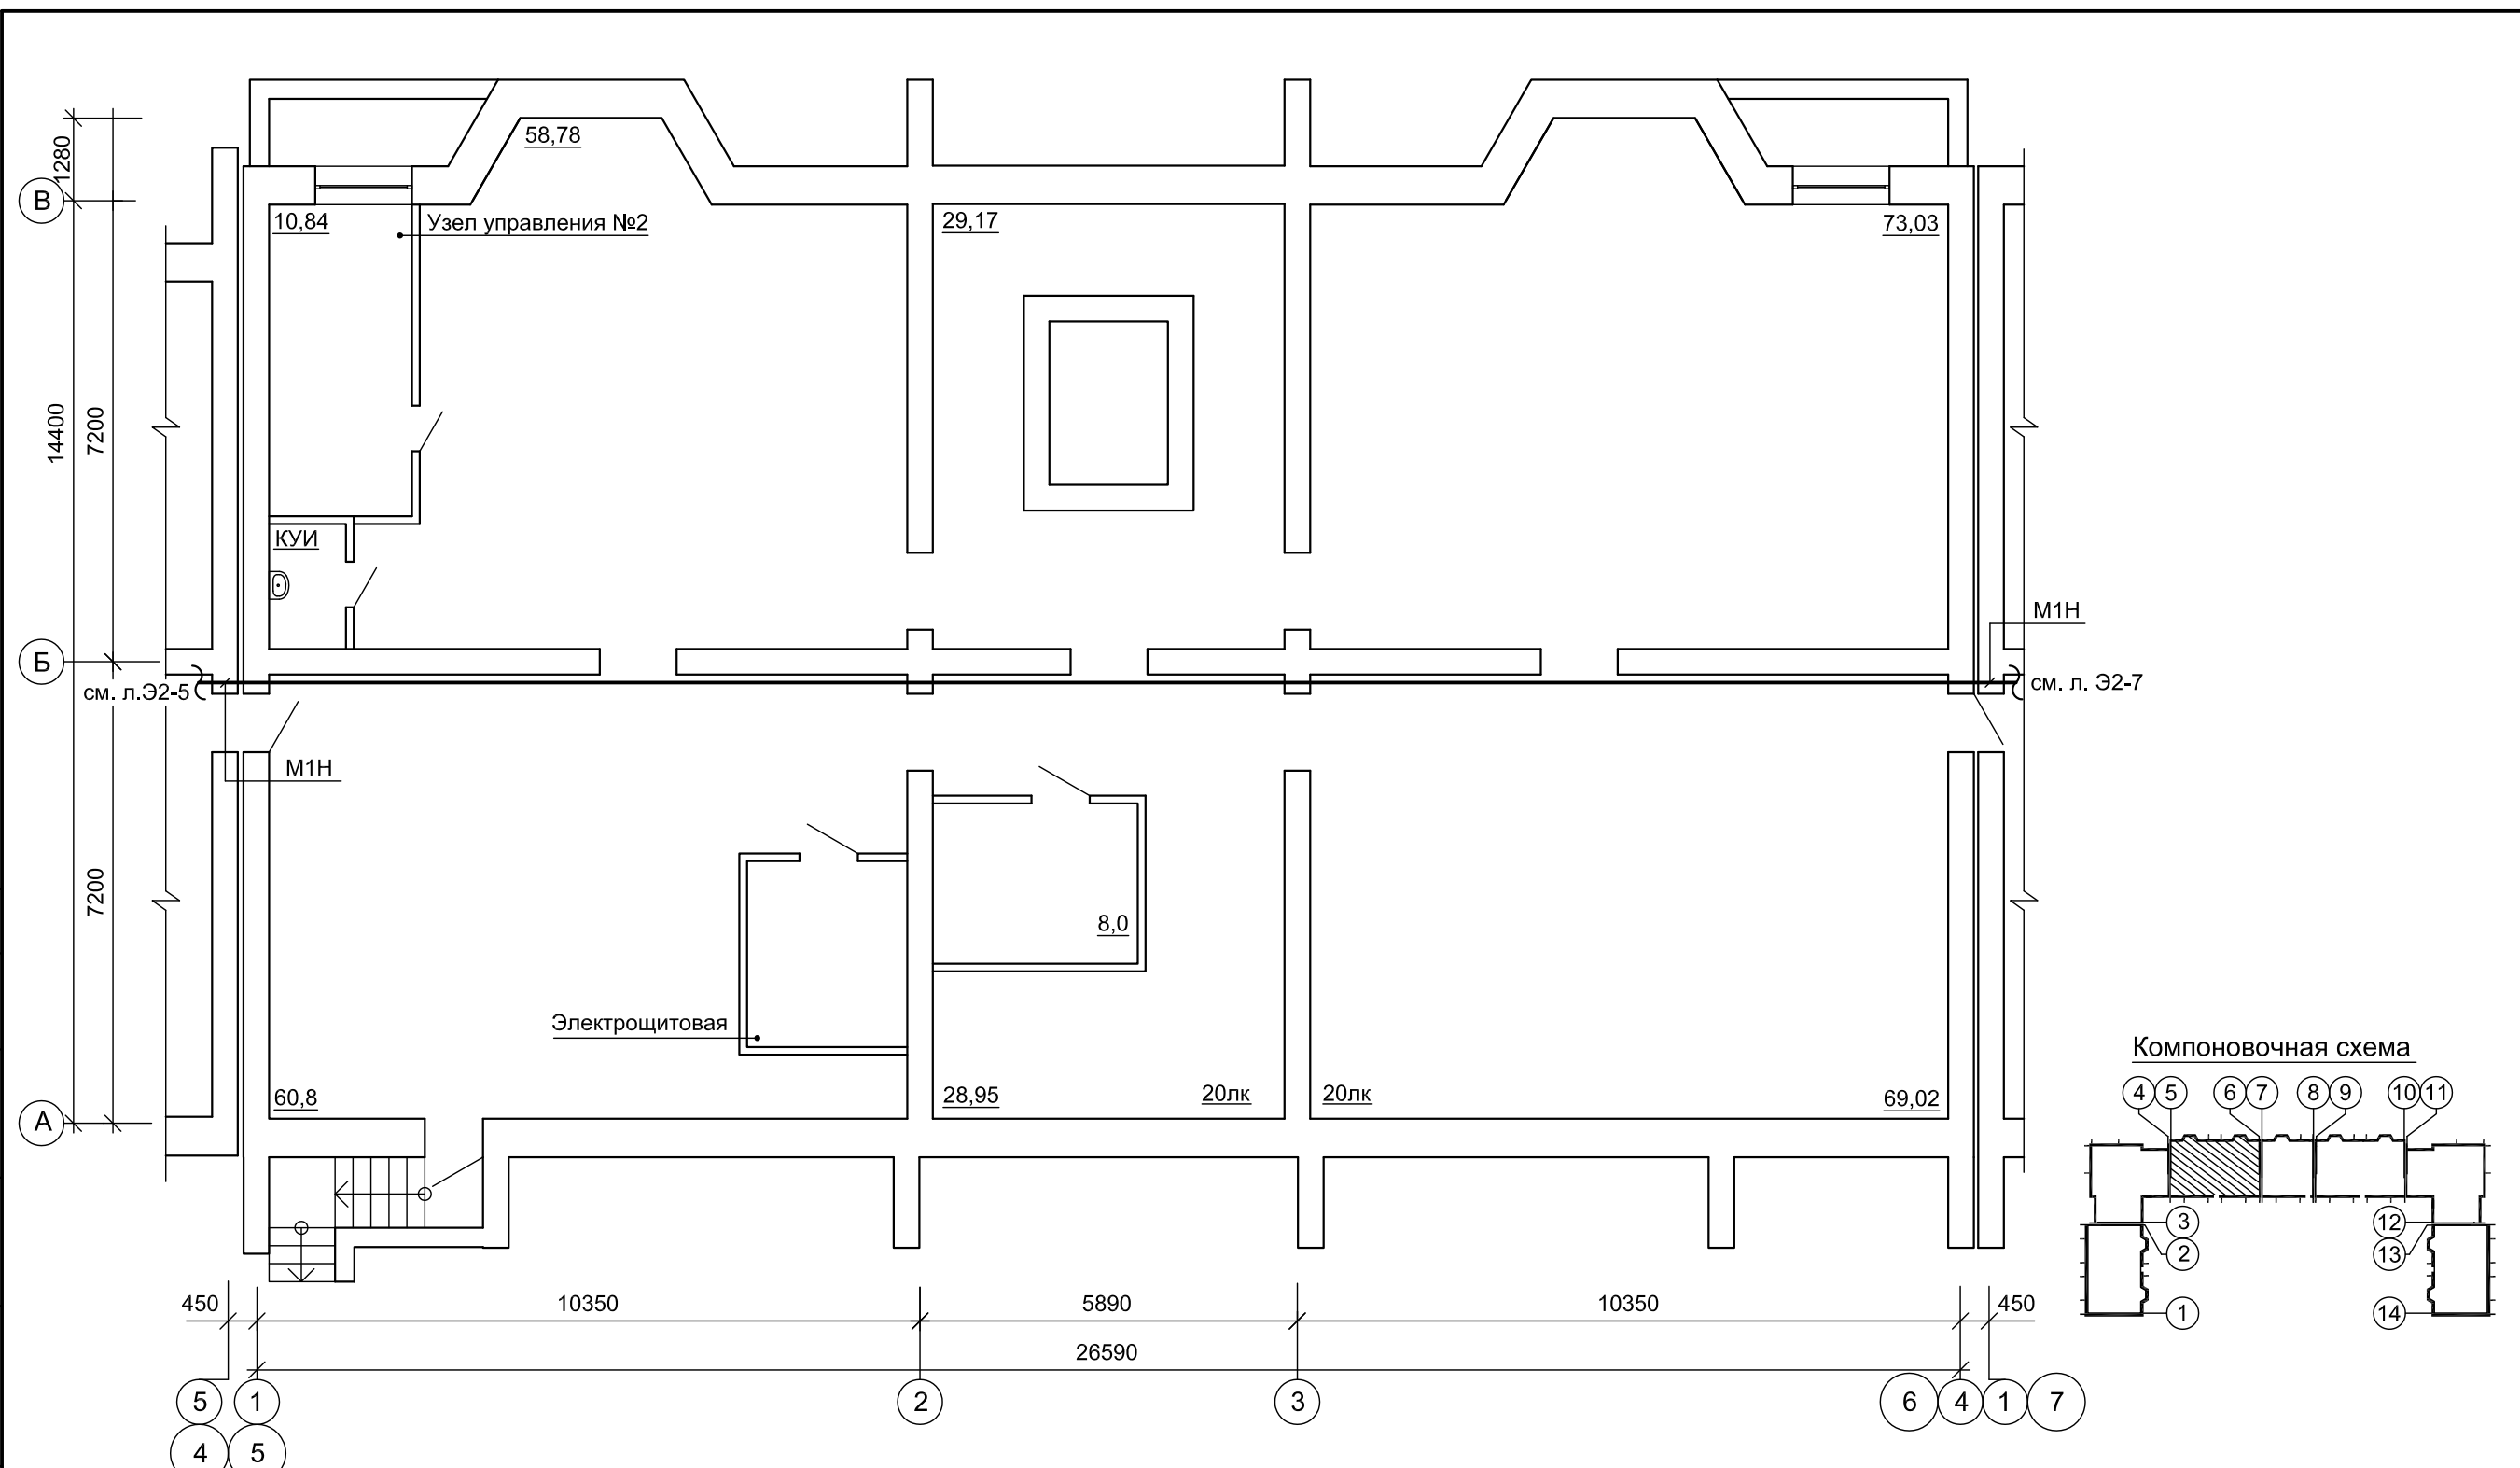 58,78
1280
В
10,84
Узел управления №2
29,17
73,03
14400
7200
КУИ
М1Н
Б
см. л.Э2-5
см. л. Э2-7
М1Н
7200
8,0
Электрощитовая
60,8
28,95
20лк
20лк
69,02
А
Компоновочная схема
4 5 6 7 8 9 10 11
3 12
2 13
1 14
450 10350 5890 10350 450
26590
5 1 2 3 6 4 1 7
4 5